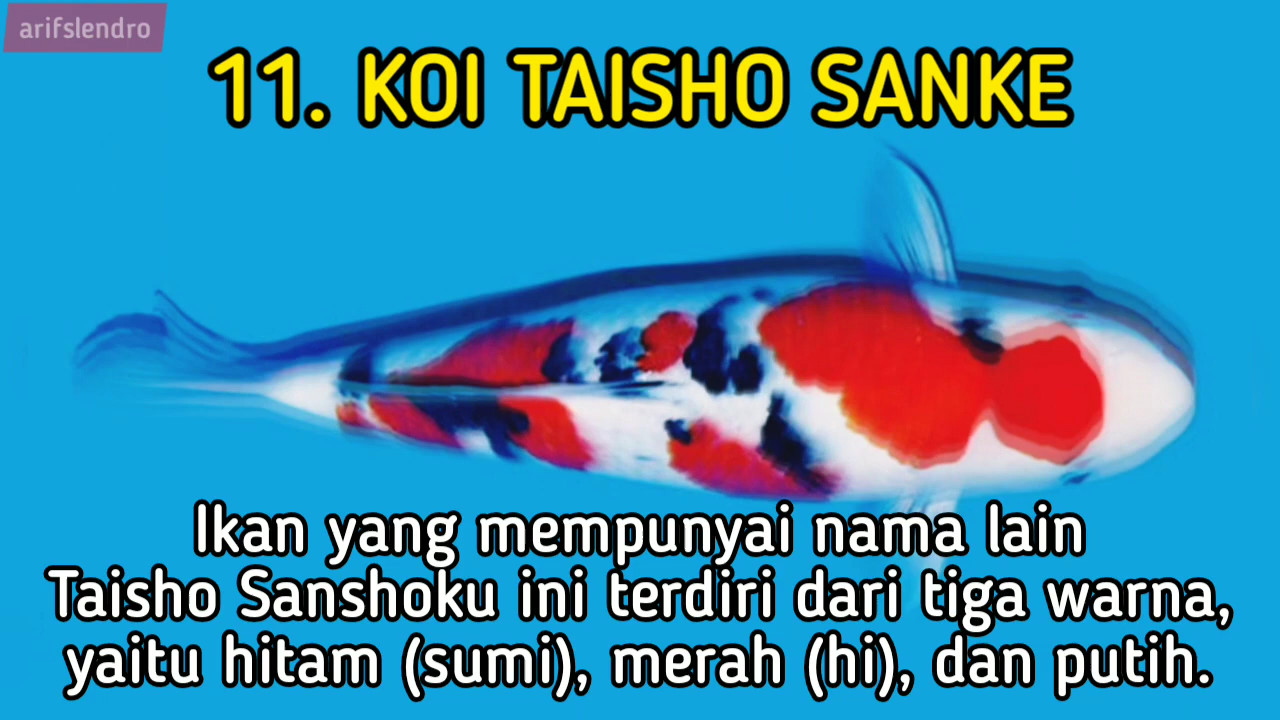 arifslendro
11. KOI TAISHO SANKE
Ikan yang mempunyai nama lain
Taisho Sanshoku ini terdiri dari tiga warna,
yaitu hitam (sumi), merah (hi), dan putih.